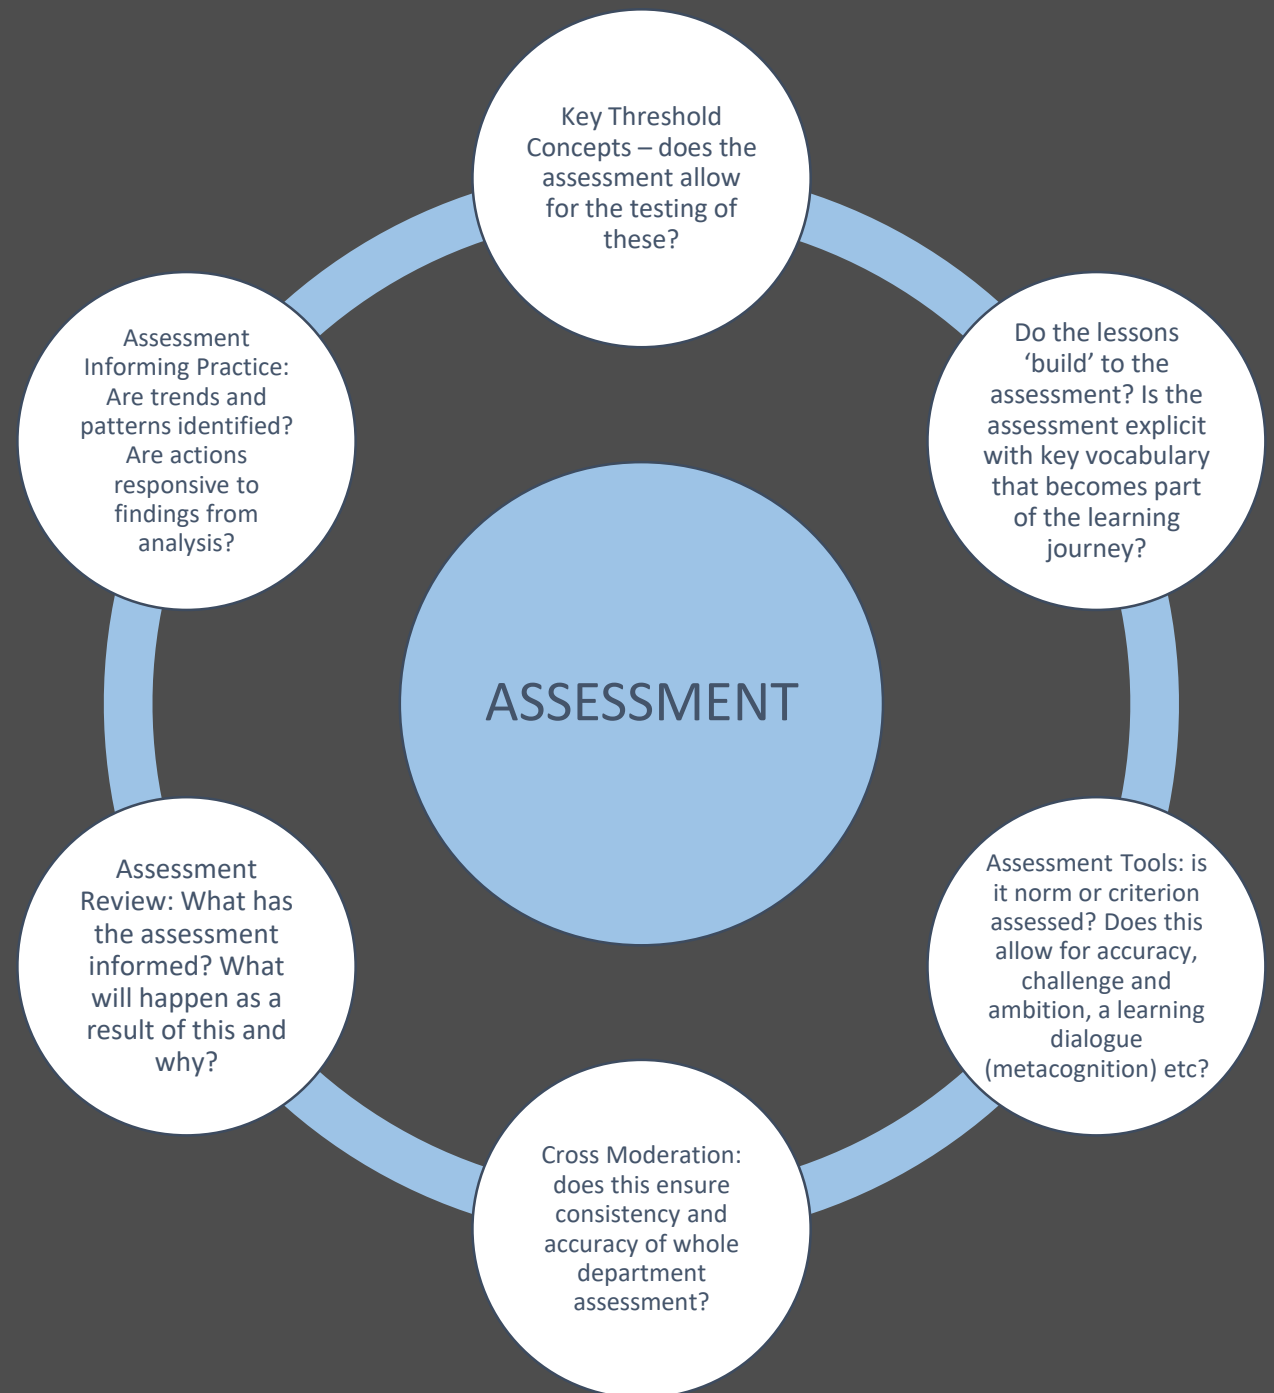 Key Threshold
Concepts – does the
assessment allow
for the testing of
these?
Do the lessons
‘build’ to the
assessment? Is the
assessment explicit
with key vocabulary
that becomes part
of the learning
journey?
Assessment Tools: is
it norm or criterion
assessed? Does this
allow for accuracy,
challenge and
ambition, a learning
dialogue
(metacognition) etc?
Cross Moderation:
does this ensure
consistency and
accuracy of whole
department
assessment?
Assessment
Review: What has
the assessment
informed? What
will happen as a
result of this and
why?
Assessment
Informing Practice:
Are trends and
patterns identified?
Are actions
responsive to
findings from
analysis?
ASSESSMENT